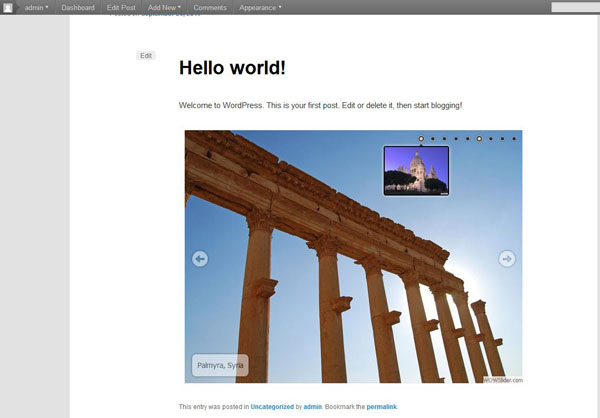 admin Dashboard Edit Post Add New Comments Appearance
Posted on
Edit
Hello world!
Welcome to WordPress. This is your first post. Edit or delete it, then start blogging!
Palmyra, Syria
WOWSlider.com
This entry was posted in Uncategorized by admin. Bookmark the permalink.